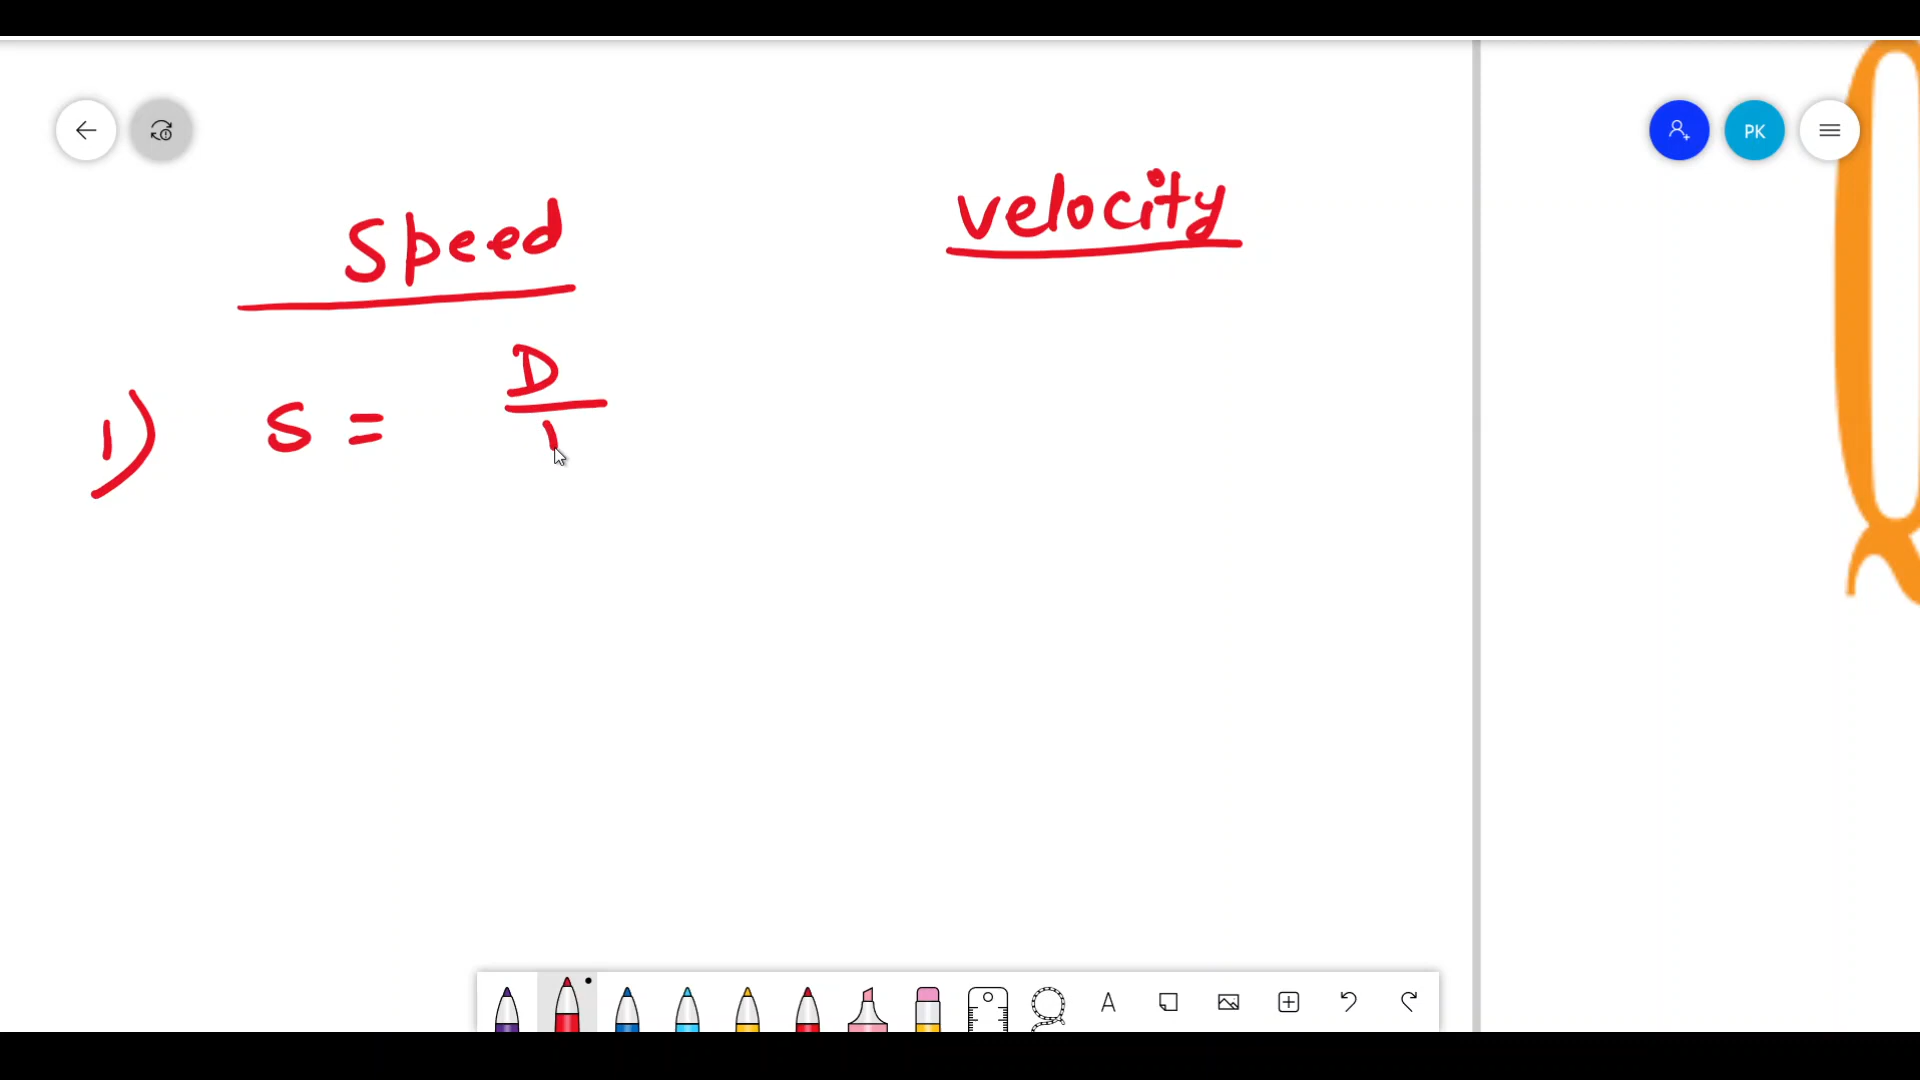 Speed
velocity
1) S = D
PK
A